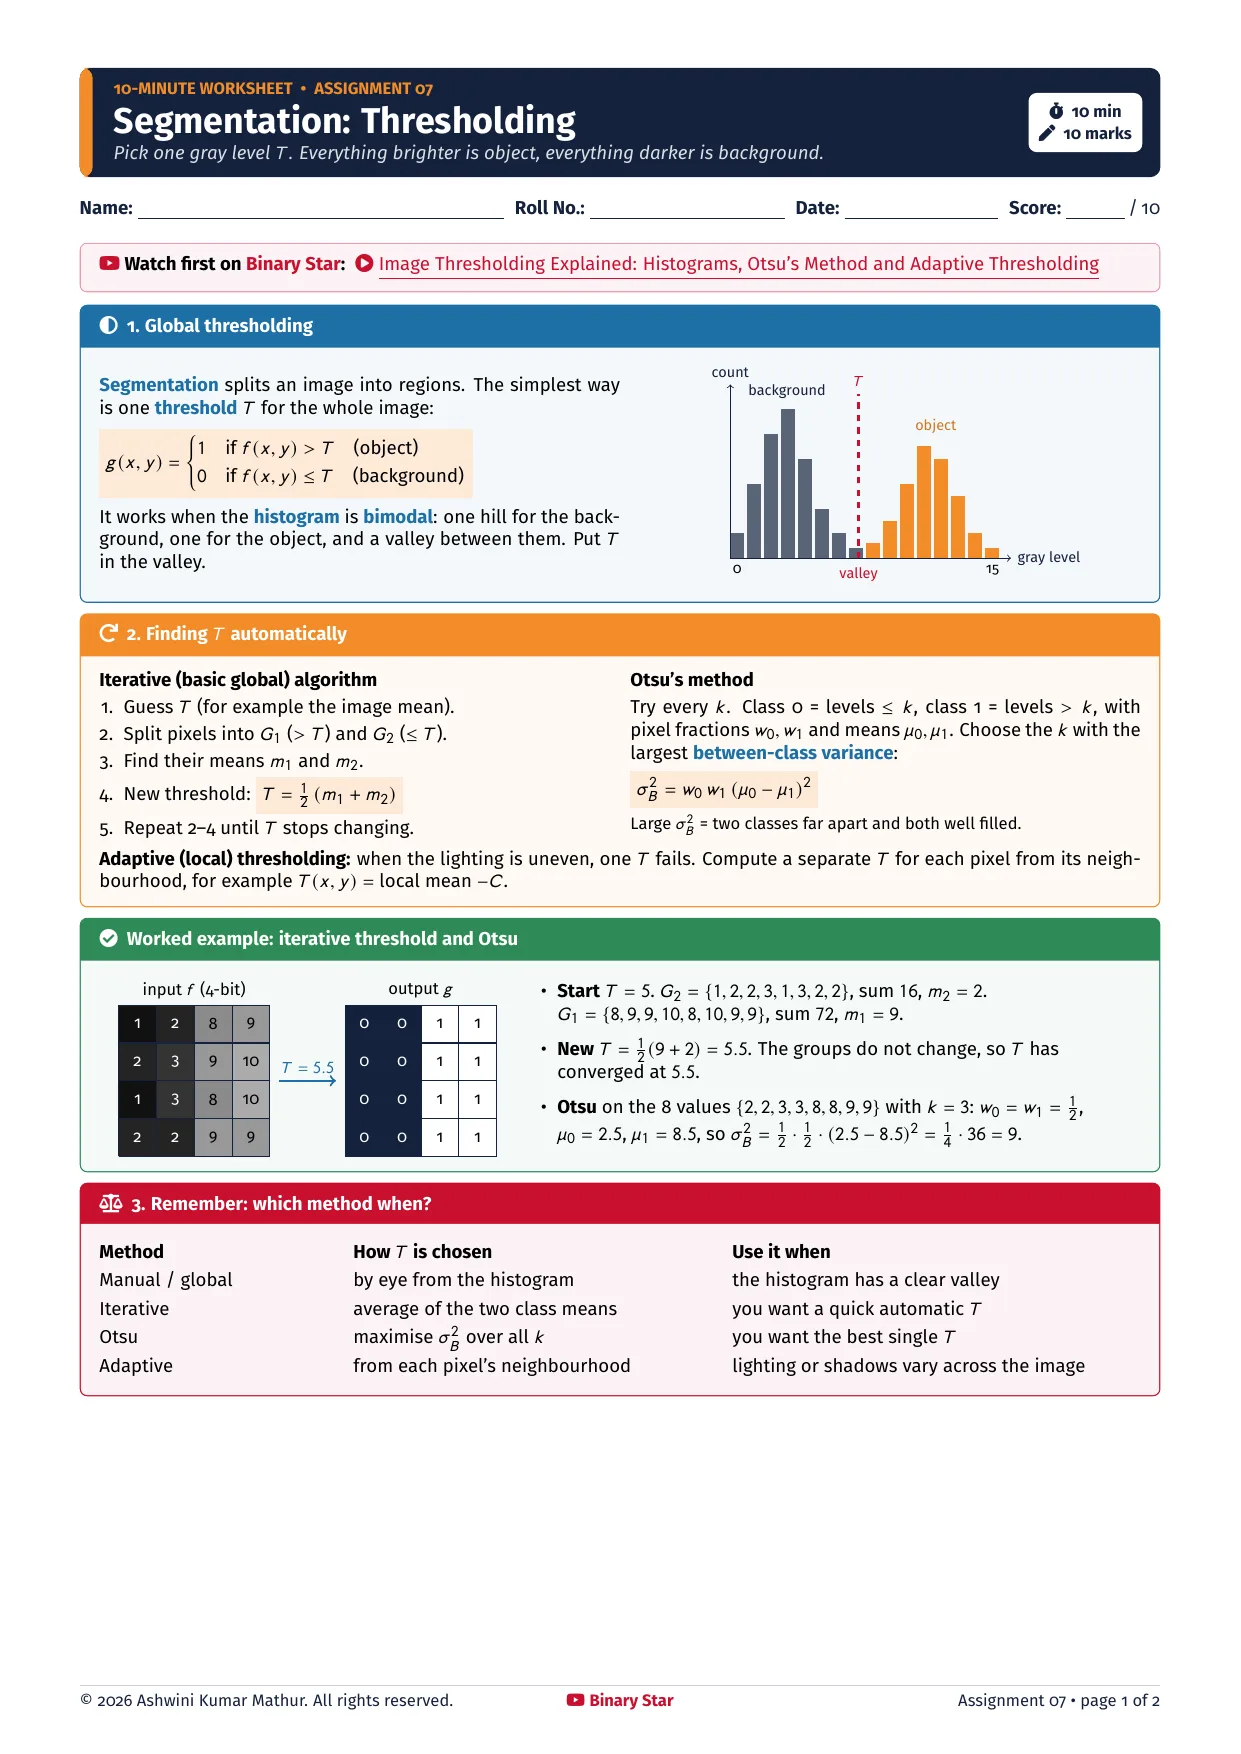 10-MINUTE WORKSHEET • ASSIGNMENT 07
Segmentation: Thresholding
Pick one gray level T. Everything brighter is object, everything darker is background.
10 min
10 marks
Name: Roll No.: Date: Score: / 10
Watch first on Binary Star: Image Thresholding Explained: Histograms, Otsu's Method and Adaptive Thresholding
1. Global thresholding
Segmentation splits an image into regions. The simplest way
is one threshold T for the whole image:
g(x, y) = { 1 if f(x, y) > T (object)
0 if f(x, y) ≤ T (background)
It works when the histogram is bimodal: one hill for the back-
ground, one for the object, and a valley between them. Put T
in the valley.
count
background
T
object
gray level
0
15
valley
2. Finding T automatically
Iterative (basic global) algorithm
1. Guess T (for example the image mean).
2. Split pixels into G₁ (> T) and G₂ (≤ T).
3. Find their means m₁ and m₂.
4. New threshold: T = ½ (m₁ + m₂)
5. Repeat 2–4 until T stops changing.
Otsu's method
Try every k. Class 0 = levels ≤ k, class 1 = levels > k, with
pixel fractions w₀, w₁ and means μ₀, μ₁. Choose the k with the
largest between-class variance:
σ²_B = w₀ w₁ (μ₀ − μ₁)²
Large σ²_B = two classes far apart and both well filled.
Adaptive (local) thresholding: when the lighting is uneven, one T fails. Compute a separate T for each pixel from its neigh-
bourhood, for example T(x, y) = local mean −C.
Worked example: iterative threshold and Otsu
input f (4-bit)
1 2 8 9
2 3 9 10
1 3 8 10
2 2 9 9
T = 5.5
output g
0 0 1 1
0 0 1 1
0 0 1 1
0 0 1 1
• Start T = 5. G₂ = {1, 2, 2, 3, 1, 3, 2, 2}, sum 16, m₂ = 2.
G₁ = {8, 9, 9, 10, 8, 10, 9, 9}, sum 72, m₁ = 9.
• New T = ½(9 + 2) = 5.5. The groups do not change, so T has
converged at 5.5.
• Otsu on the 8 values {2, 2, 3, 3, 8, 8, 9, 9} with k = 3: w₀ = w₁ = ½,
μ₀ = 2.5, μ₁ = 8.5, so σ²_B = ½ · ½ · (2.5 − 8.5)² = ¼ · 36 = 9.
3. Remember: which method when?
Method How T is chosen Use it when
Manual / global by eye from the histogram the histogram has a clear valley
Iterative average of the two class means you want a quick automatic T
Otsu maximise σ²_B over all k you want the best single T
Adaptive from each pixel's neighbourhood lighting or shadows vary across the image
© 2026 Ashwini Kumar Mathur. All rights reserved. Binary Star Assignment 07 • page 1 of 2